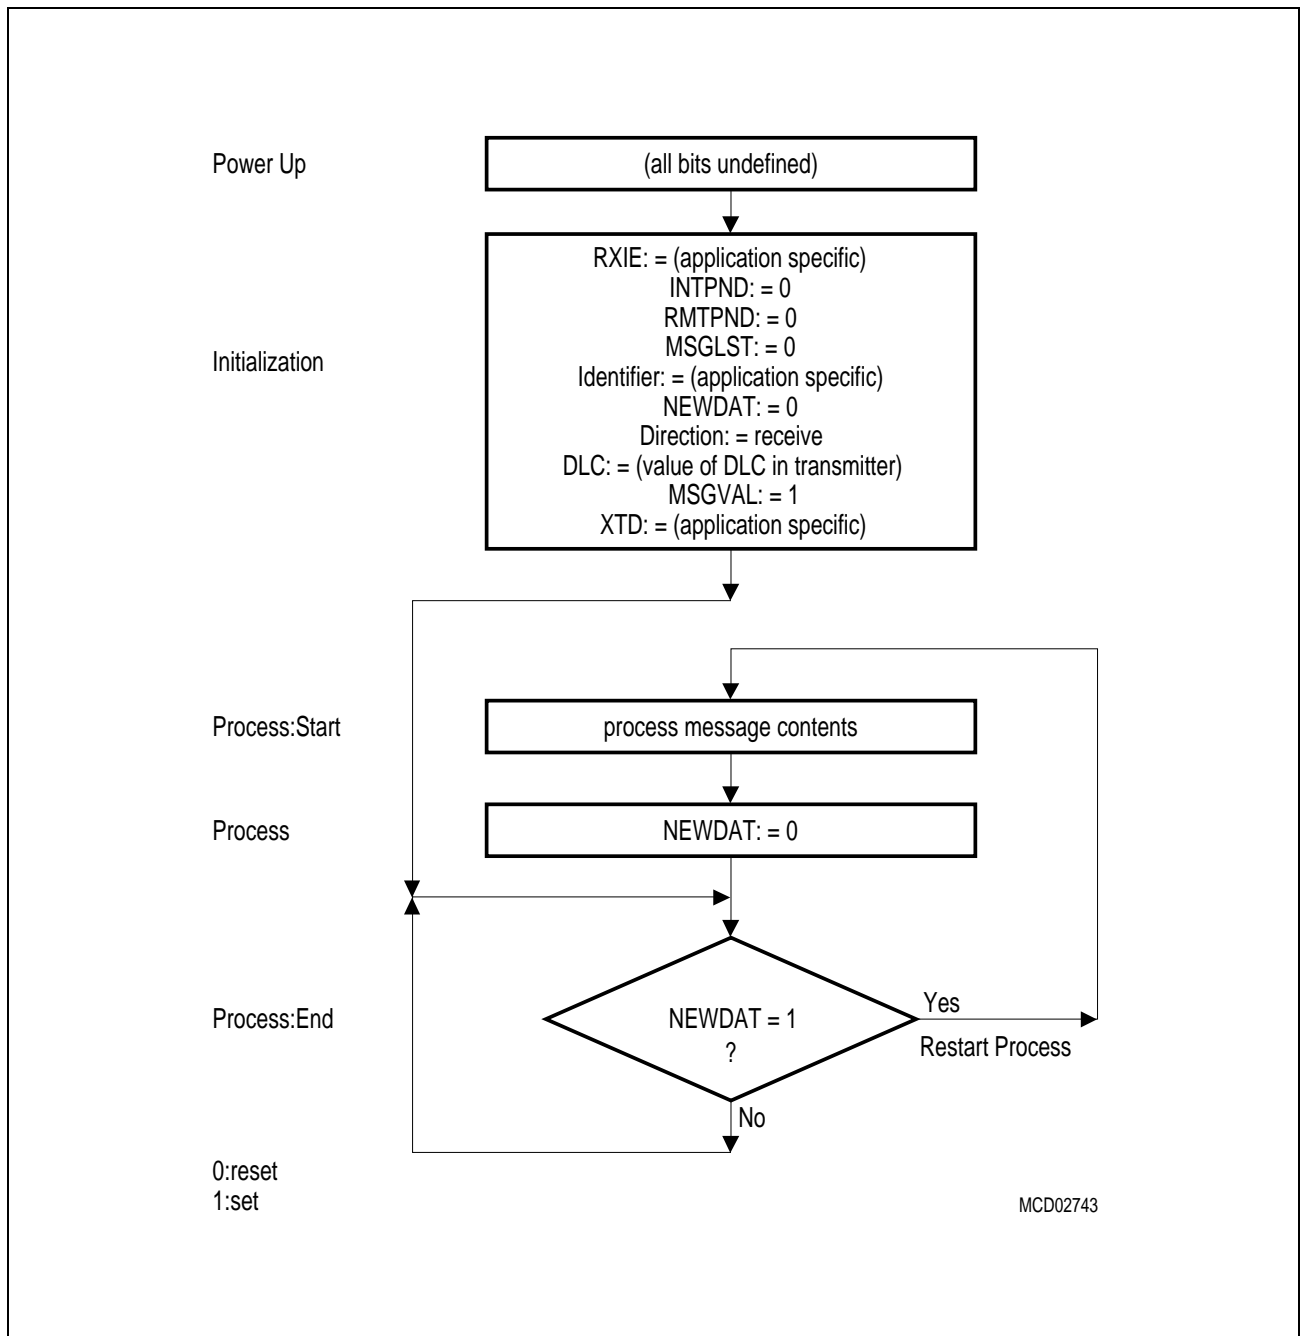 Power Up
(all bits undefined)
RXIE: = (application specific)
INTPND: = 0
RMTPND: = 0
MSGLST: = 0
Initialization
Identifier: = (application specific)
NEWDAT: = 0
Direction: = receive
DLC: = (value of DLC in transmitter)
MSGVAL: = 1
XTD: = (application specific)
Process:Start
process message contents
Process
NEWDAT: = 0
Process:End
NEWDAT = 1
?
Yes
Restart Process
No
0:reset
1:set
MCD02743